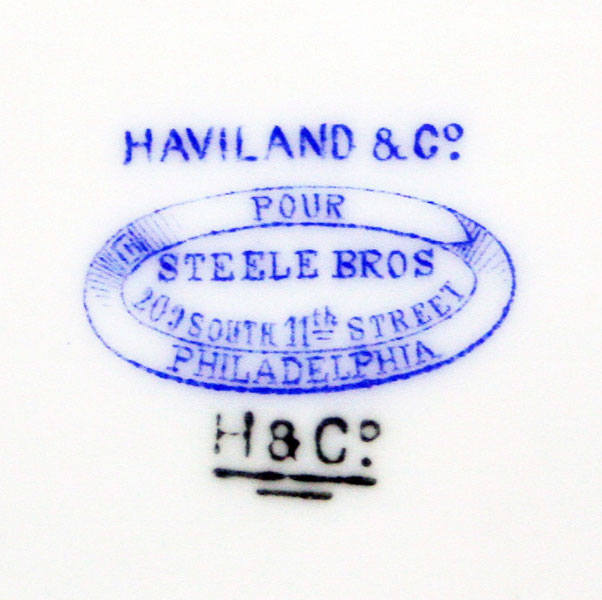 HAVILAND & Cº
POUR
STEELE BROS
209 SOUTH 11th STREET
PHILADELPHIA
H & Cº